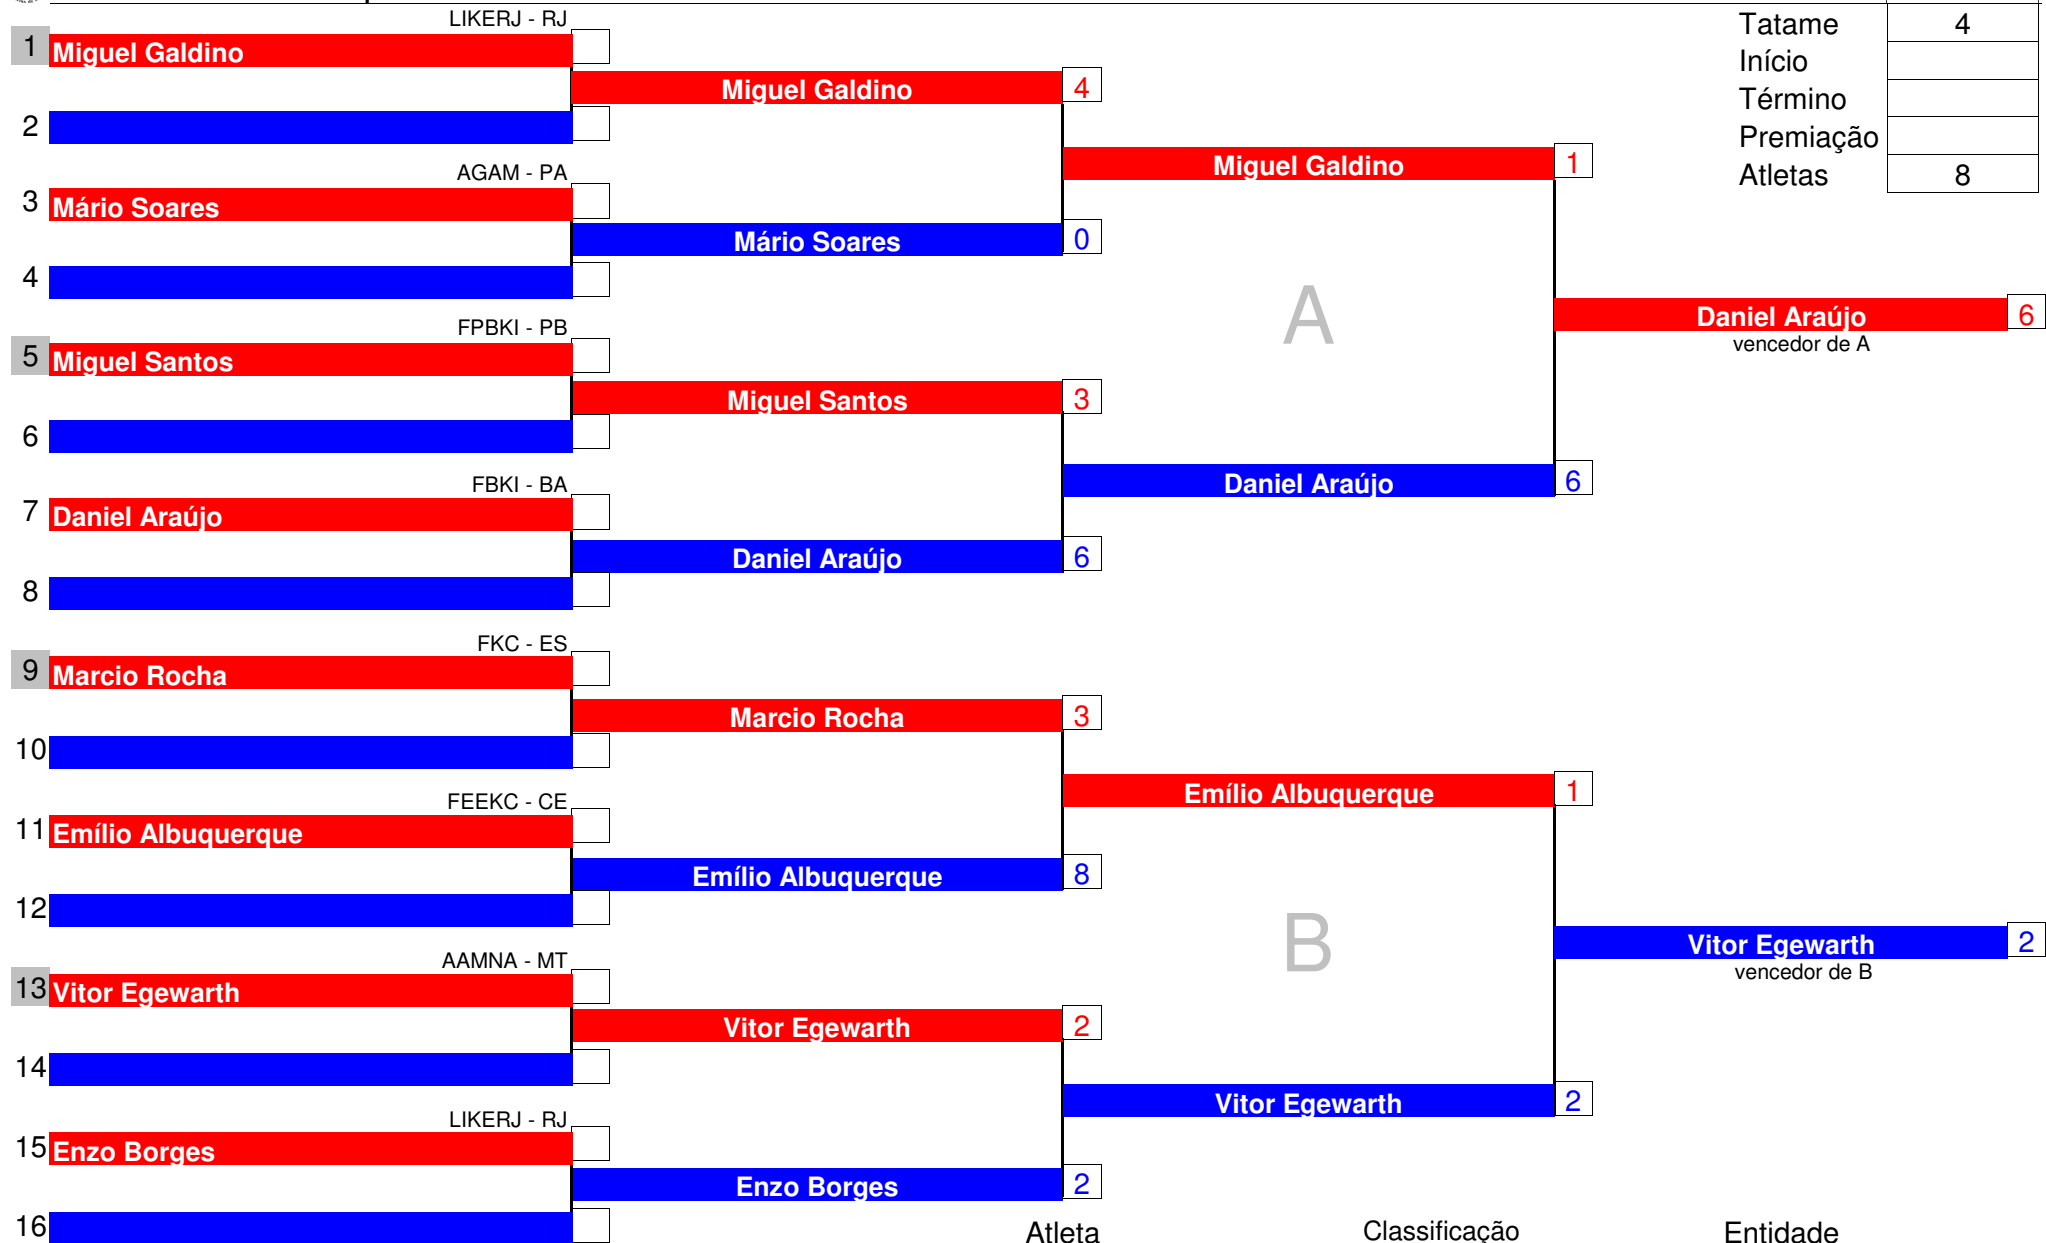 LIKERJ - RJ
Tatame 4
1 Miguel Galdino
Início
Miguel Galdino 4
Término
2
Premiação
Miguel Galdino 1
AGAM - PA
Atletas 8
3 Mário Soares
Mário Soares 0
4
A
Daniel Araújo 6
FPBKI - PB
vencedor de A
5 Miguel Santos
Miguel Santos 3
6
FBKI - BA
Daniel Araújo 6
7 Daniel Araújo
Daniel Araújo 6
8
FKC - ES
9 Marcio Rocha
Marcio Rocha 3
10
Emílio Albuquerque 1
FEEKC - CE
11 Emílio Albuquerque
Emílio Albuquerque 8
12
B
Vitor Egewarth 2
AAMNA - MT
vencedor de B
13 Vitor Egewarth
Vitor Egewarth 2
14
Vitor Egewarth 2
LIKERJ - RJ
15 Enzo Borges
Enzo Borges 2
16
Atleta Classificação Entidade